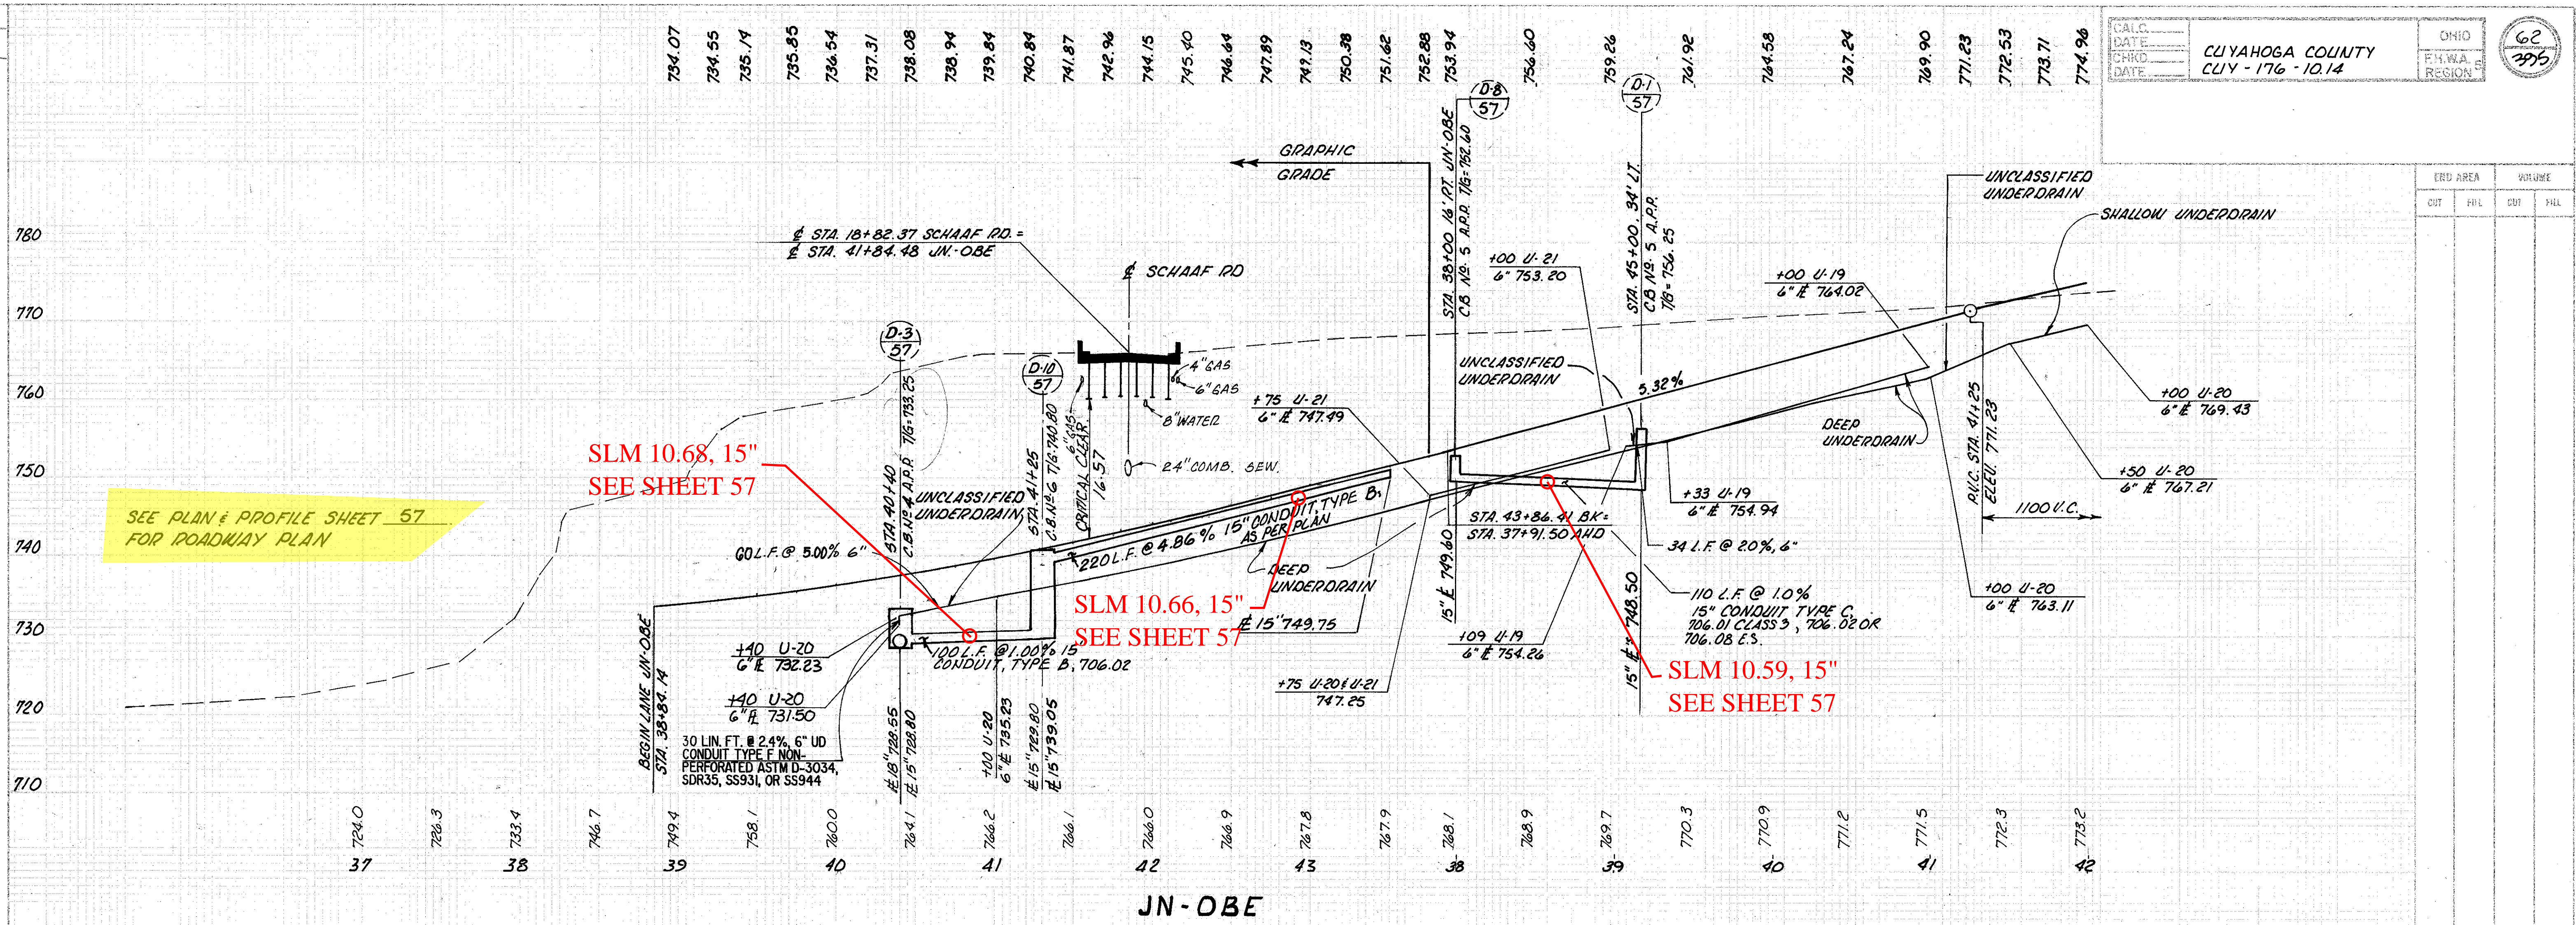 734.07
734.55
735.14
735.85
736.54
737.31
738.08
738.94
739.84
740.84
741.87
742.96
744.15
745.40
746.64
747.89
749.13
750.38
751.62
752.88
753.94
756.60
759.26
761.92
764.58
767.24
769.90
771.23
772.53
773.71
774.96
CALC.
DATE
CHKD.
DATE
CUYAHOGA COUNTY
CUY - 176 - 10.14
OHIO
F.H.W.A. 5
REGION
62
395
END AREA
VOLUME
CUT
FILL
CUT
FILL
D-8
57
D-1
57
GRAPHIC
GRADE
STA. 38+00 16' RT. JN-OBE
C.B. Nº. 5 A.P.P. T/G=752.60
STA. 45+00, 34' LT.
C.B Nº. 5 A.P.P.
T/G= 756.25
UNCLASSIFIED
UNDERDRAIN
SHALLOW UNDERDRAIN
780
770
760
750
740
730
720
710
℄ STA. 18+82.37 SCHAAF RD. =
℄ STA. 41+84.48 JN-OBE
℄ SCHAAF RD
+00 U-21
6" 753.20
+00 U-19
6" ℄ 764.02
D-3
57
D-10
57
4" GAS
6" GAS
8" WATER
6" GAS
CRITICAL CLEAR
16.57
24" COMB. SEW.
+75 U-21
6" ℄ 747.49
UNCLASSIFIED
UNDERDRAIN
5.32%
DEEP
UNDERDRAIN
P.V.C. STA. 41+25
ELEV. 771.23
1100 V.C.
+00 U-20
6" ℄ 769.43
+50 U-20
6" ℄ 767.21
+00 U-20
6" ℄ 763.11
SLM 10.68, 15"
SEE SHEET 57
SEE PLAN & PROFILE SHEET 57
FOR ROADWAY PLAN
STA. 40+40
C.B. Nº 4 A.P.P. T/G=733.25
UNCLASSIFIED
UNDERDRAIN
STA. 41+25
C.B. Nº 6 T/G=740.80
60 L.F. @ 5.00% 6"
220 L.F. @ 4.86% 15" CONDUIT, TYPE B,
AS PER PLAN
DEEP
UNDERDRAIN
STA. 43+86.41 BK=
STA. 37+91.50 AHD
+33 U-19
6" ℄ 754.94
34 L.F. @ 2.0%, 6"
SLM 10.66, 15"
SEE SHEET 57
℄ 15" 749.75
15" ℄ 749.60
15" ℄= 748.50
110 L.F. @ 1.0%
15" CONDUIT TYPE C,
706.01 CLASS 3, 706.02 OR
706.08 E.S.
+09 U-19
6" ℄ 754.26
SLM 10.59, 15"
SEE SHEET 57
+75 U-20 & U-21
747.25
BEGIN LANE JN-OBE
STA. 38+84.14
+40 U-20
6" ℄ 732.23
100 L.F. @ 1.00% 15"
CONDUIT, TYPE B, 706.02
+40 U-20
6" ℄ 731.50
30 LIN. FT. @ 2.4%, 6" UD
CONDUIT TYPE F NON-
PERFORATED ASTM D-3034,
SDR35, SS931, OR SS944
℄ 18" 728.55
℄ 15" 728.80
+00 U-20
6" ℄ 735.23
℄ 15" 729.80
℄ 15" 739.05
724.0
726.3
733.4
746.7
749.4
758.1
760.0
764.1
766.2
766.1
766.0
766.9
767.8
767.9
768.1
768.9
769.7
770.3
770.9
771.2
771.5
772.3
773.2
37
38
39
40
41
42
43
38
39
40
41
42
JN-OBE